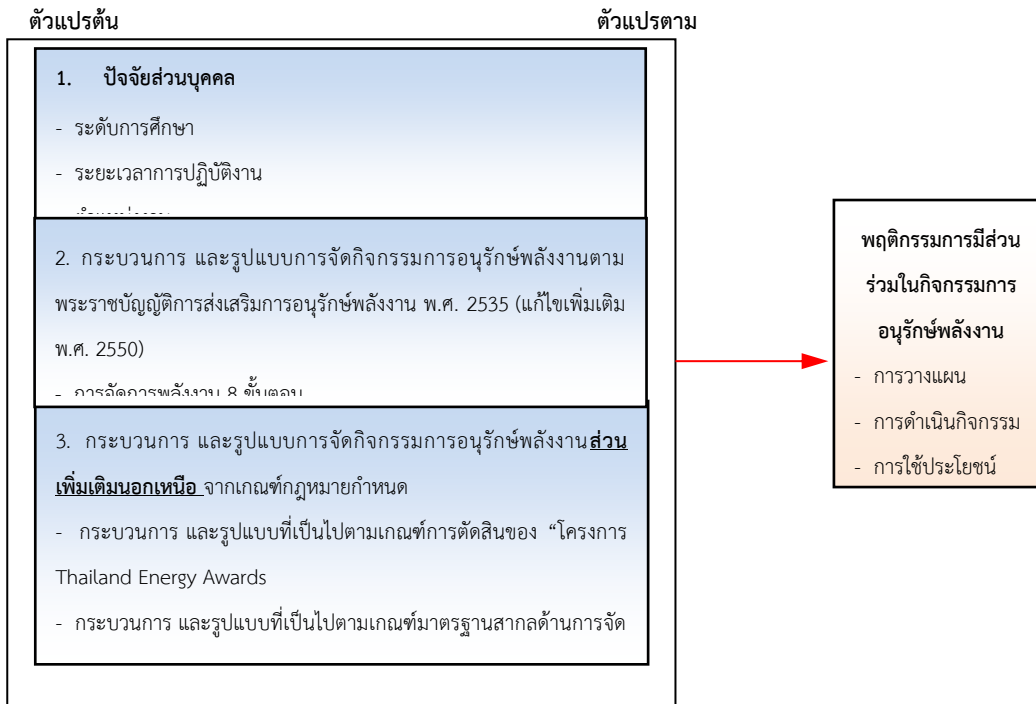 ตัวแปรต้น
ตัวแปรตาม
1. ปัจจัยส่วนบุคคล
- ระดับการศึกษา
- ระยะเวลาการปฏิบัติงาน
2. กระบวนการ และรูปแบบการจัดกิจกรรมการอนุรักษ์พลังงานตาม
พระราชบัญญัติการส่งเสริมการอนุรักษ์พลังงาน พ.ศ. 2535 (แก้ไขเพิ่มเติม
พ.ศ. 2550)
- การจัดการพลังงาน 8 ขั้นตอน
3. กระบวนการ และรูปแบบการจัดกิจกรรมการอนุรักษ์พลังงานส่วน
เพิ่มเติมนอกเหนือ จากเกณฑ์กฎหมายกำหนด
- กระบวนการ และรูปแบบที่เป็นไปตามเกณฑ์การตัดสินของ “โครงการ
Thailand Energy Awards
- กระบวนการ และรูปแบบที่เป็นไปตามเกณฑ์มาตรฐานสากลด้านการจัด
พฤติกรรมการมีส่วน
ร่วมในกิจกรรมการ
อนุรักษ์พลังงาน
- การวางแผน
- การดำเนินกิจกรรม
- การใช้ประโยชน์